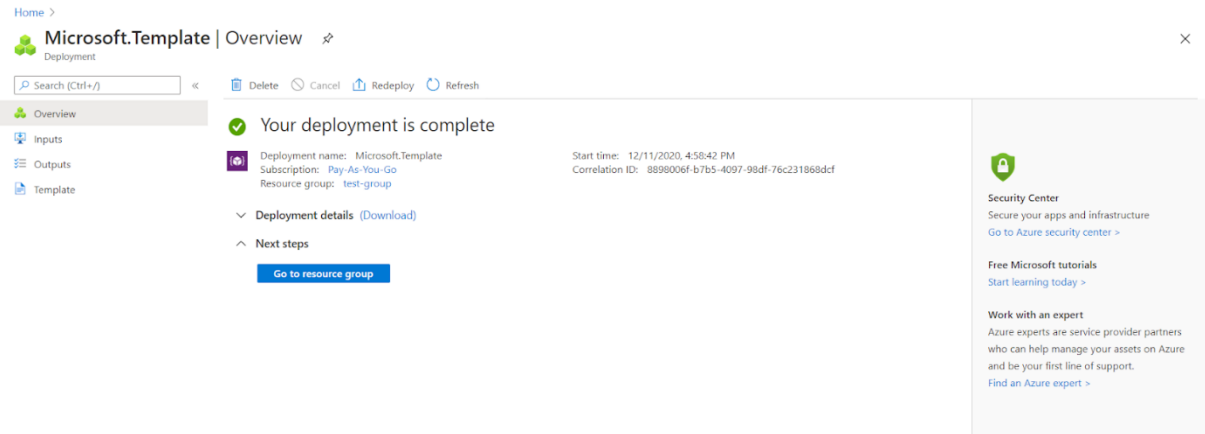 Home >
Microsoft.Template | Overview
Deployment
Search (Ctrl+/)
«
Delete Cancel Redeploy Refresh
Overview
Inputs
Outputs
Template
Your deployment is complete
Deployment name: Microsoft.Template
Subscription: Pay-As-You-Go
Resource group: test-group
Start time: 12/11/2020, 4:58:42 PM
Correlation ID: 8898006f-b7b5-4097-98df-76c231868dcf
Deployment details (Download)
Next steps
Go to resource group
Security Center
Secure your apps and infrastructure
Go to Azure security center >
Free Microsoft tutorials
Start learning today >
Work with an expert
Azure experts are service provider partners
who can help manage your assets on Azure
and be your first line of support.
Find an Azure expert >